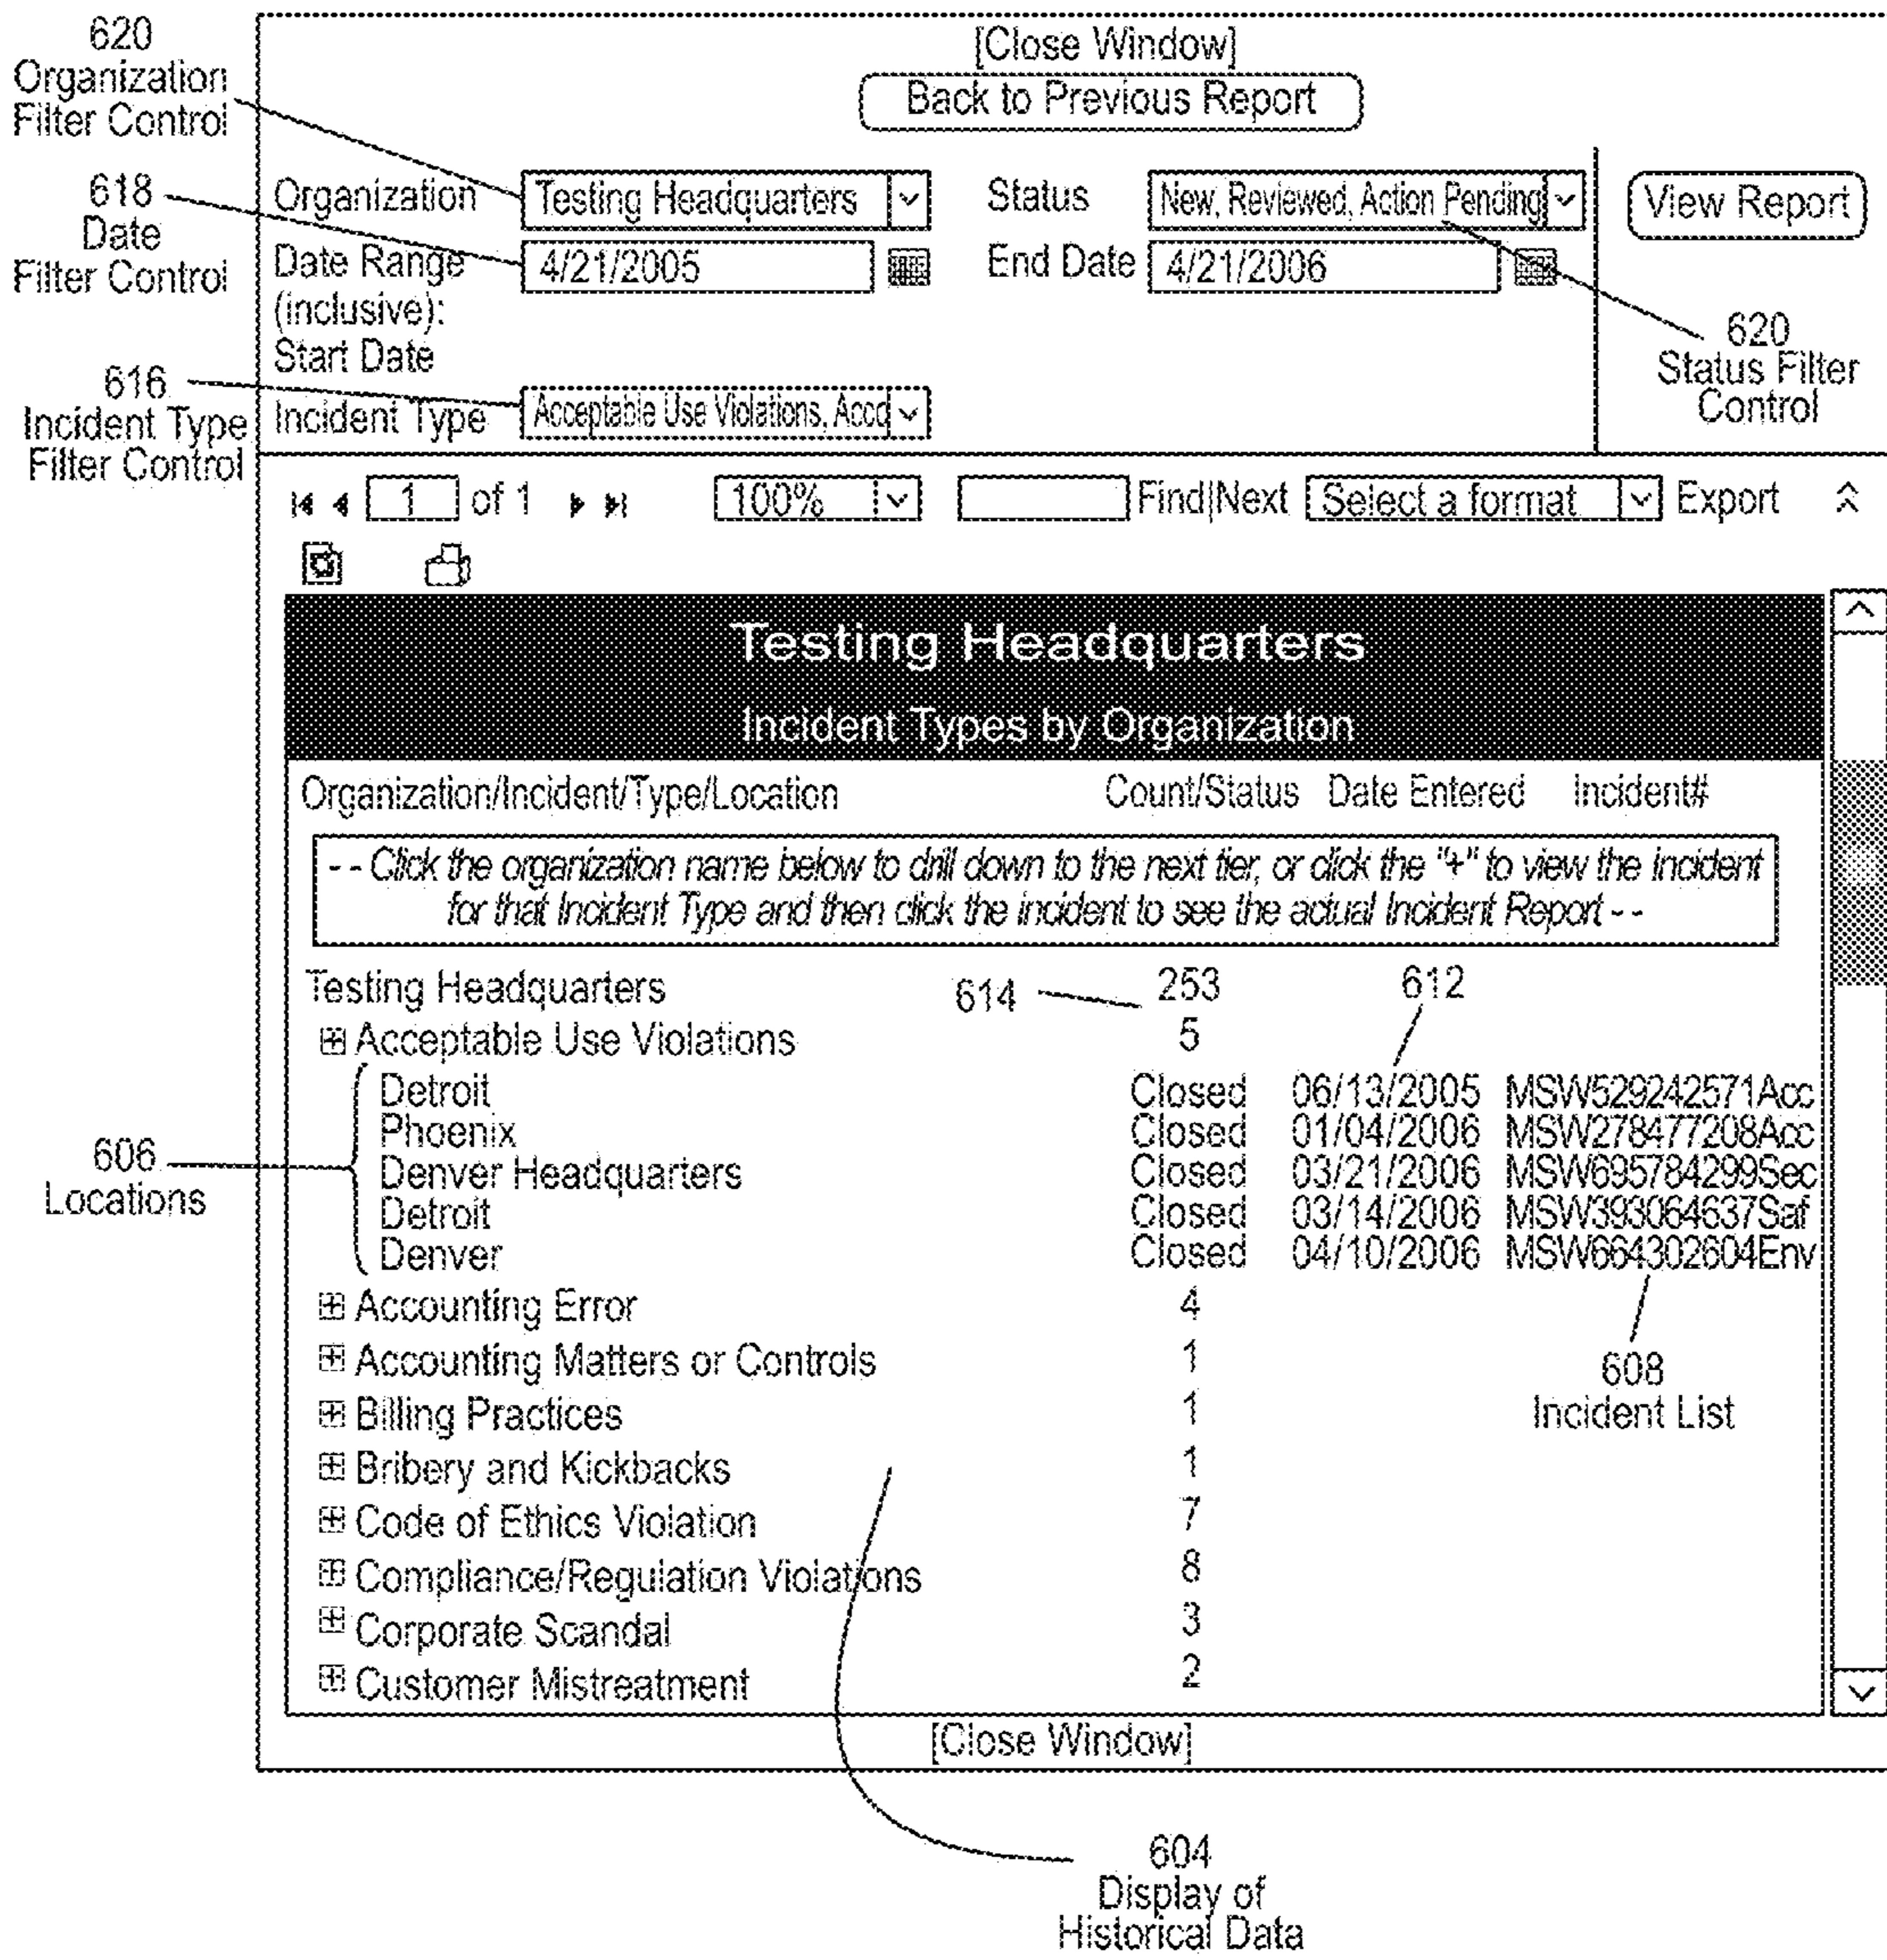 620
Organization
Filter Control
618
Date
Filter Control
616
Incident Type
Filter Control
[Close Window]
Back to Previous Report
Organization Testing Headquarters Status New, Reviewed, Action Pending View Report
Date Range 4/21/2005 End Date 4/21/2006
(inclusive):
Start Date
Incident Type Acceptable Use Violations, Acco
620
Status Filter
Control
1 of 1 100% Find|Next Select a format Export
Testing Headquarters
Incident Types by Organization
Organization/Incident/Type/Location Count/Status Date Entered Incident#
- - Click the organization name below to drill down to the next tier, or click the "+" to view the incident
for that Incident Type and then click the incident to see the actual Incident Report - -
Testing Headquarters 614 253 612
Acceptable Use Violations 5
Detroit Closed 06/13/2005 MSW529242571Acc
Phoenix Closed 01/04/2006 MSW278477208Acc
Denver Headquarters Closed 03/21/2006 MSW695784299Sec
Detroit Closed 03/14/2006 MSW393064637Saf
Denver Closed 04/10/2006 MSW664302604Env
606
Locations
Accounting Error 4
Accounting Matters or Controls 1
Billing Practices 1
Bribery and Kickbacks 1
Code of Ethics Violation 7
Compliance/Regulation Violations 8
Corporate Scandal 3
Customer Mistreatment 2
608
Incident List
[Close Window]
604
Display of
Historical Data